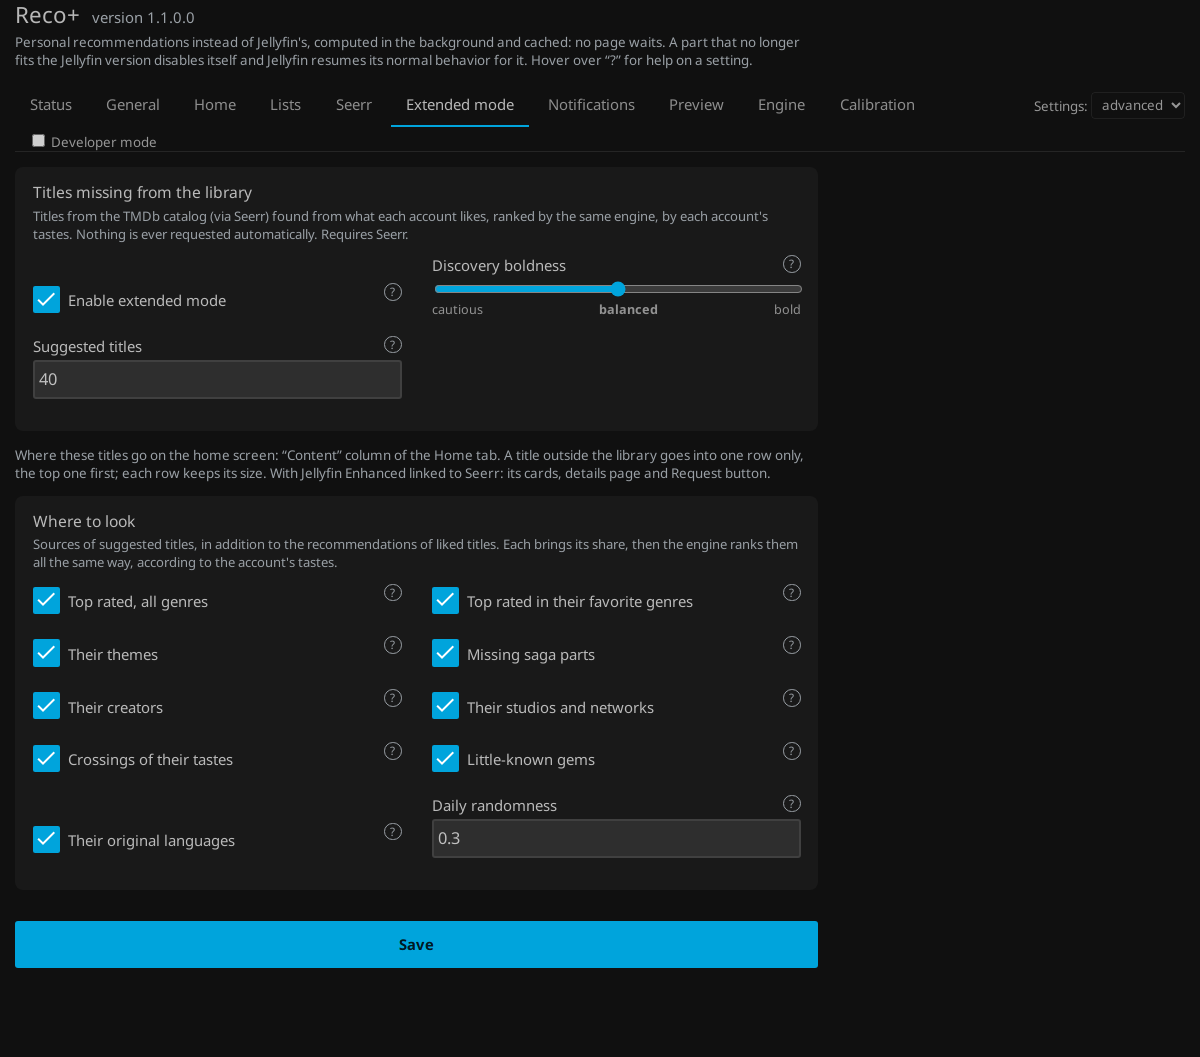 Reco+ version 1.1.0.0
Personal recommendations instead of Jellyfin's, computed in the background and cached: no page waits. A part that no longer
fits the Jellyfin version disables itself and Jellyfin resumes its normal behavior for it. Hover over “?” for help on a setting.
Status General Home Lists Seerr Extended mode Notifications Preview Engine Calibration Settings: advanced
Developer mode
Titles missing from the library
Titles from the TMDb catalog (via Seerr) found from what each account likes, ranked by the same engine, by each account's
tastes. Nothing is ever requested automatically. Requires Seerr.
Discovery boldness ?
Enable extended mode ?
cautious balanced bold
Suggested titles ?
40
Where these titles go on the home screen: “Content” column of the Home tab. A title outside the library goes into one row only,
the top one first; each row keeps its size. With Jellyfin Enhanced linked to Seerr: its cards, details page and Request button.
Where to look
Sources of suggested titles, in addition to the recommendations of liked titles. Each brings its share, then the engine ranks them
all the same way, according to the account's tastes.
Top rated, all genres ? Top rated in their favorite genres ?
Their themes ? Missing saga parts ?
Their creators ? Their studios and networks ?
Crossings of their tastes ? Little-known gems ?
Daily randomness ?
Their original languages ? 0.3
Save